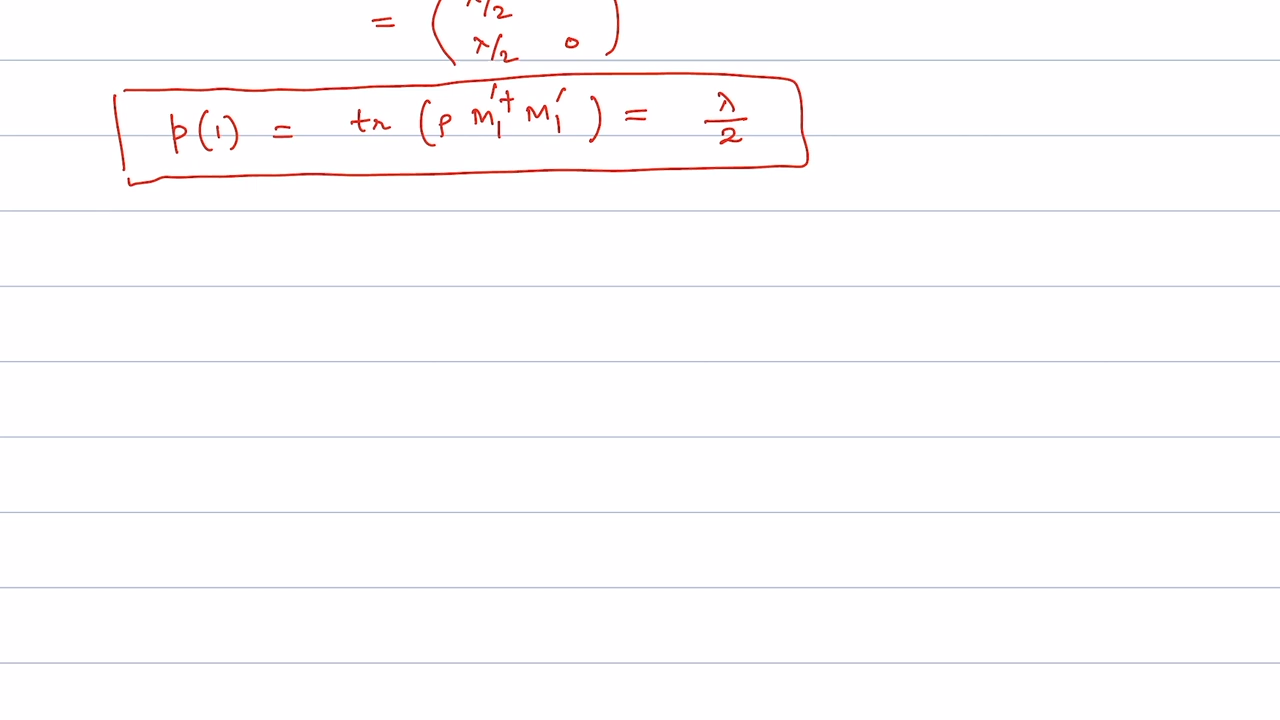 = ( λ/2
λ/2 0 )
p(1) = tr (ρ M₁′† M₁′) = λ/2